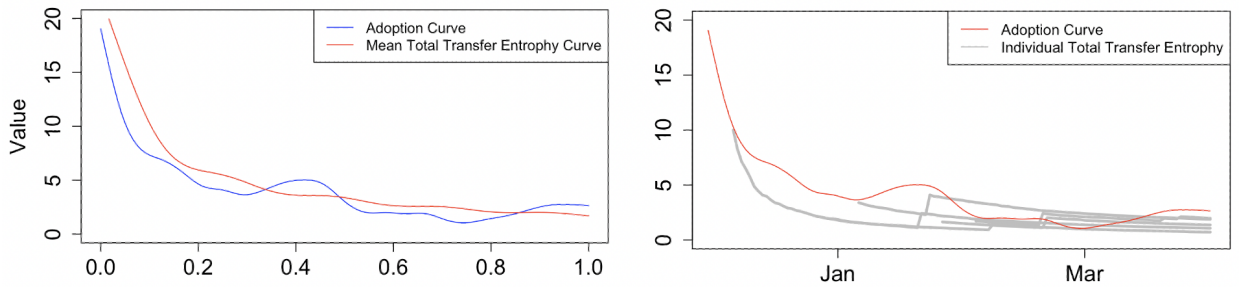 Adoption Curve
Mean Total Transfer Entrophy Curve
Value
20
15
10
5
0
0.0 0.2 0.4 0.6 0.8 1.0
Adoption Curve
Individual Total Transfer Entrophy
20
15
10
5
0
Jan Mar